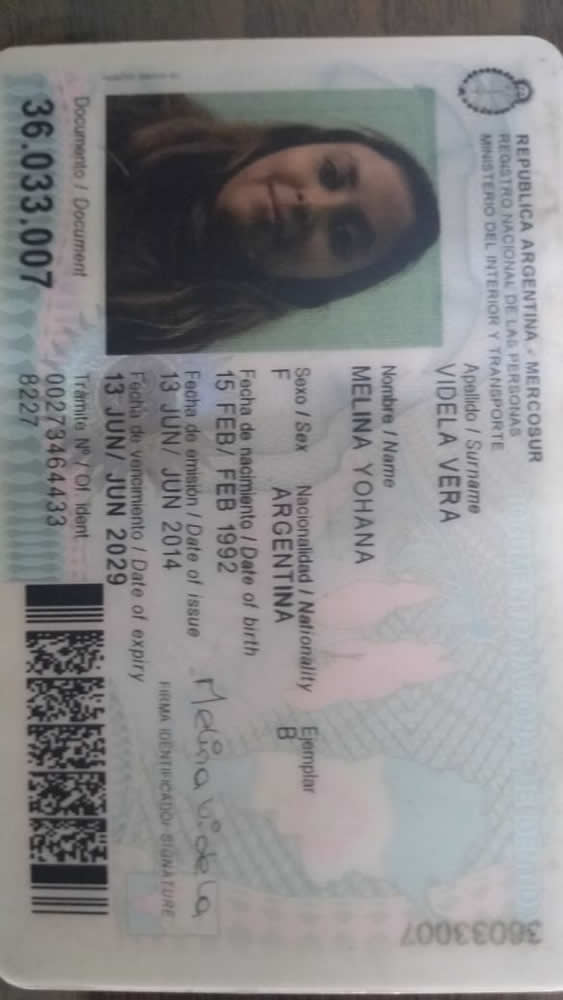 REPUBLICA ARGENTINA - MERCOSUR
REGISTRO NACIONAL DE LAS PERSONAS
MINISTERIO DEL INTERIOR Y TRANSPORTE
Apellido / Surname
VIDELA VERA
Nombre / Name
MELINA YOHANA
Sexo / Sex Nacionalidad / Nationality Ejemplar
F ARGENTINA B
Fecha de nacimiento / Date of birth
15 FEB/ FEB 1992
Fecha de emisión / Date of issue
13 JUN/ JUN 2014
Fecha de vencimiento / Date of expiry
13 JUN/ JUN 2029
Melina Videla
FIRMA IDENTIFICADO/ SIGNATURE
Documento / Document
36.033.007
Trámite Nº / Of. ident
00273464433
8227
36033007